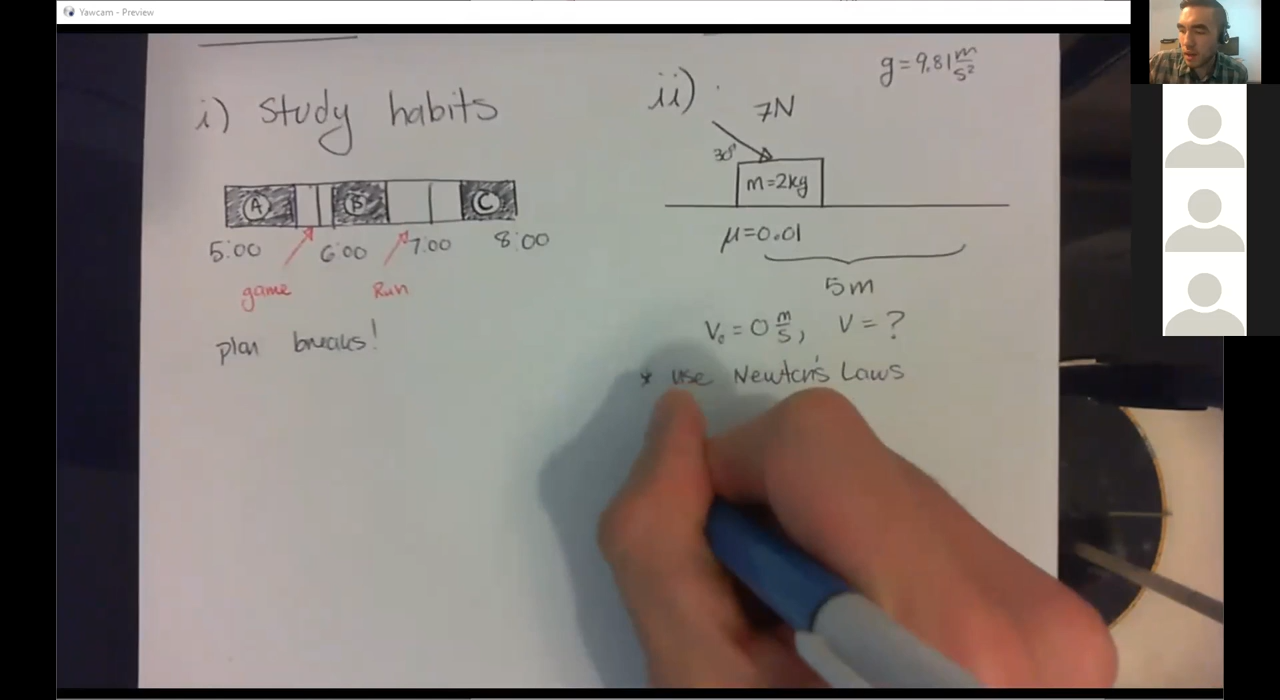 Yawcam - Preview
i) Study habits
A B C
5:00 6:00 7:00 8:00
game Run
plan breaks!
ii)
g = 9.81 m/s²
7N
30°
m=2kg
μ=0.01
5m
V₀ = 0 m/s, V = ?
* use Newton's Laws